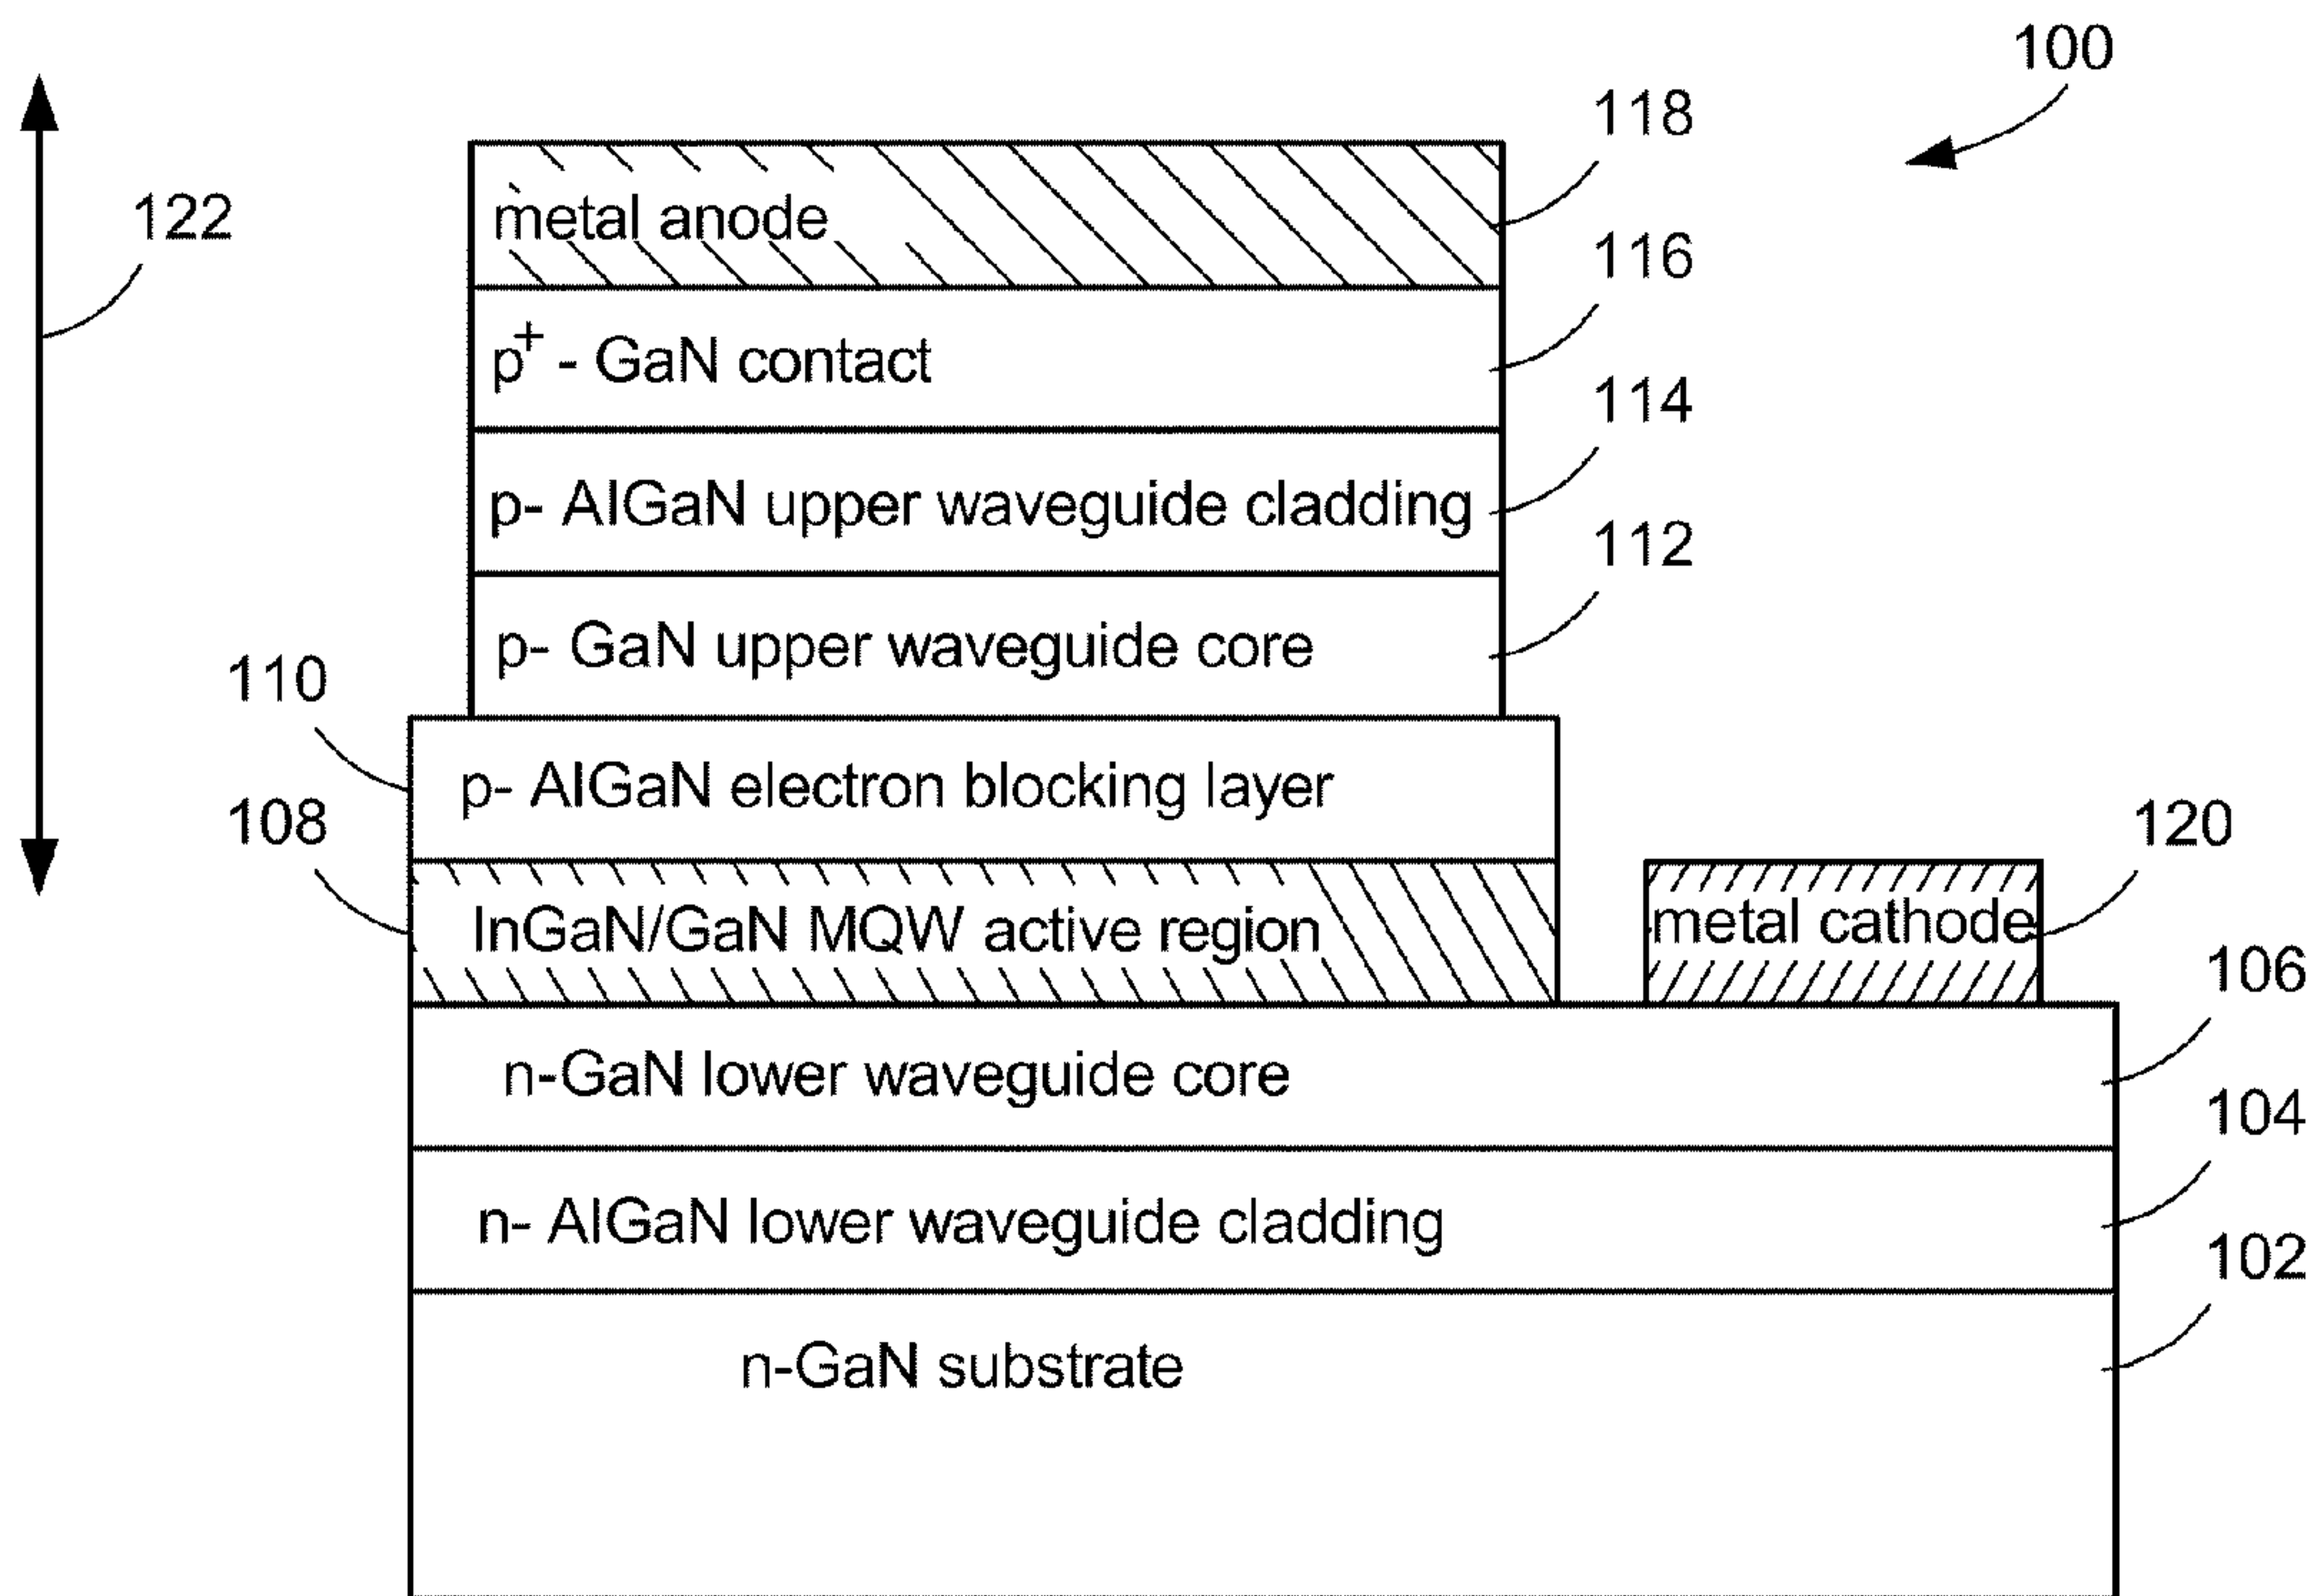 100
118
122
metal anode
116
p+ - GaN contact
114
p- AlGaN upper waveguide cladding
112
p- GaN upper waveguide core
110
p- AlGaN electron blocking layer
108
120
InGaN/GaN MQW active region
metal cathode
106
n-GaN lower waveguide core
104
n- AlGaN lower waveguide cladding
102
n-GaN substrate